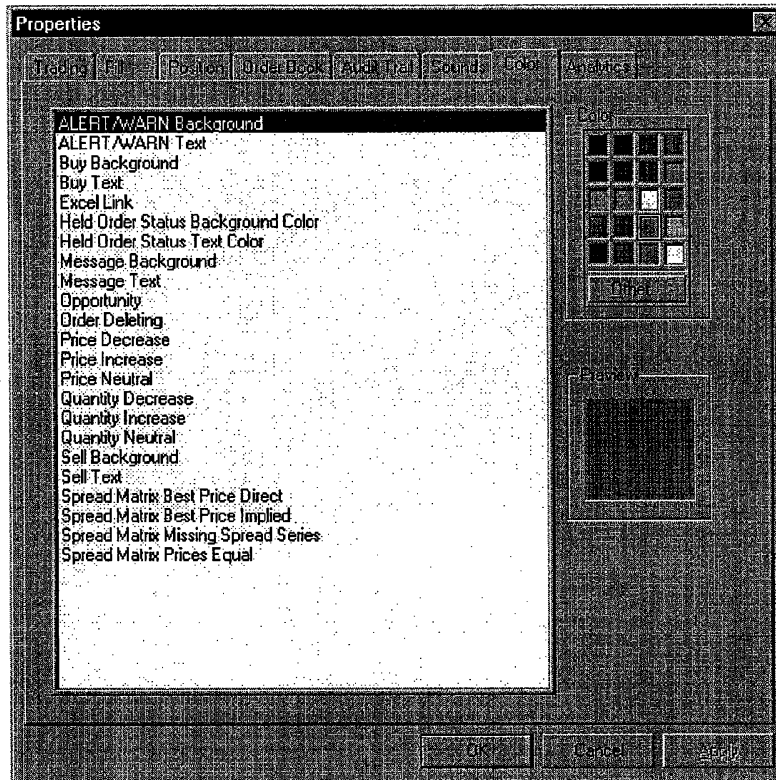 Properties
Trading Fill Position Order Book Audit Trail Sounds Color Analytics
ALERT/WARN Background
ALERT/WARN Text
Buy Background
Buy Text
Excel Link
Held Order Status Background Color
Held Order Status Text Color
Message Background
Message Text
Opportunity
Order Deleting
Price Decrease
Price Increase
Price Neutral
Quantity Decrease
Quantity Increase
Quantity Neutral
Sell Background
Sell Text
Spread Matrix Best Price Direct
Spread Matrix Best Price Implied
Spread Matrix Missing Spread Series
Spread Matrix Prices Equal
Color
Other...
Preview
OK Cancel Apply